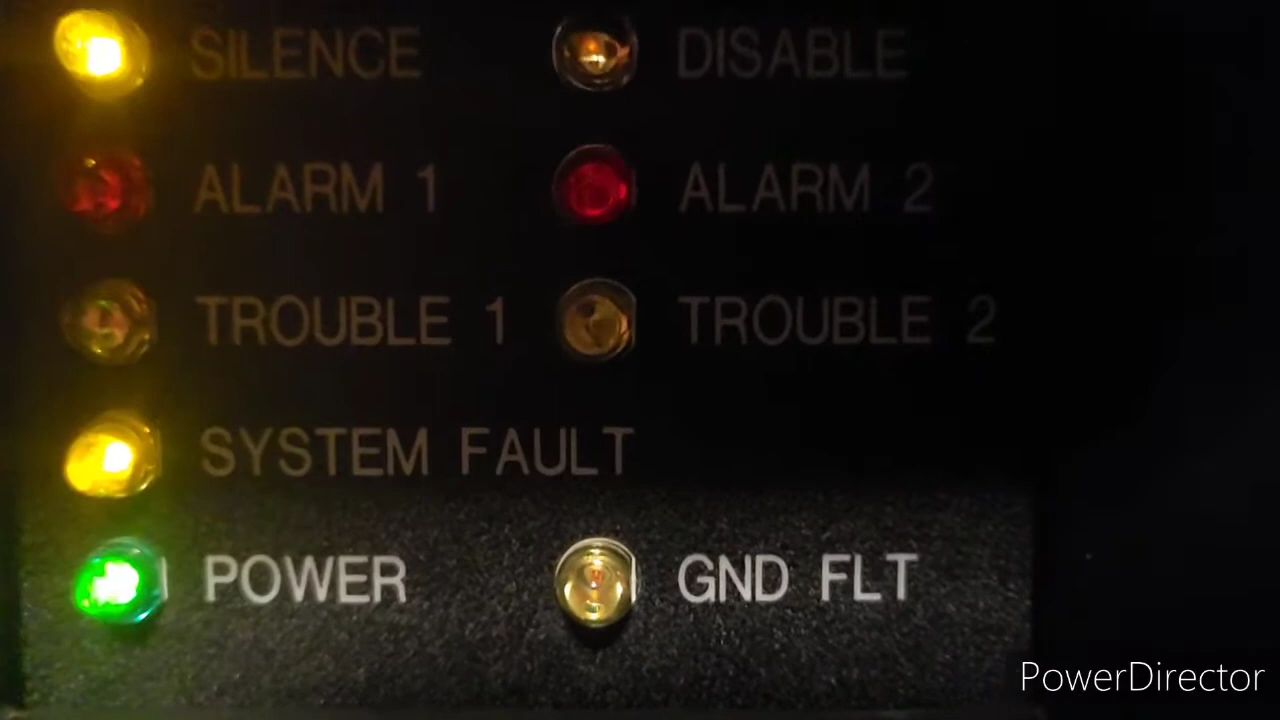 SILENCE DISABLE
ALARM 1 ALARM 2
TROUBLE 1 TROUBLE 2
SYSTEM FAULT
POWER GND FLT
PowerDirector